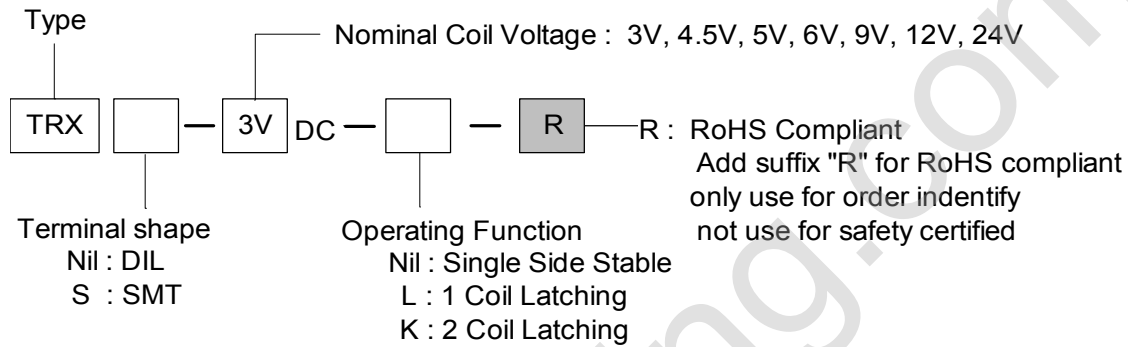 Type
Nominal Coil Voltage : 3V, 4.5V, 5V, 6V, 9V, 12V, 24V
TRX — 3V DC — — R
R : RoHS Compliant
Add suffix "R" for RoHS compliant
only use for order indentify
not use for safety certified
Terminal shape
Nil : DIL
S : SMT
Operating Function
Nil : Single Side Stable
L : 1 Coil Latching
K : 2 Coil Latching
ng.com